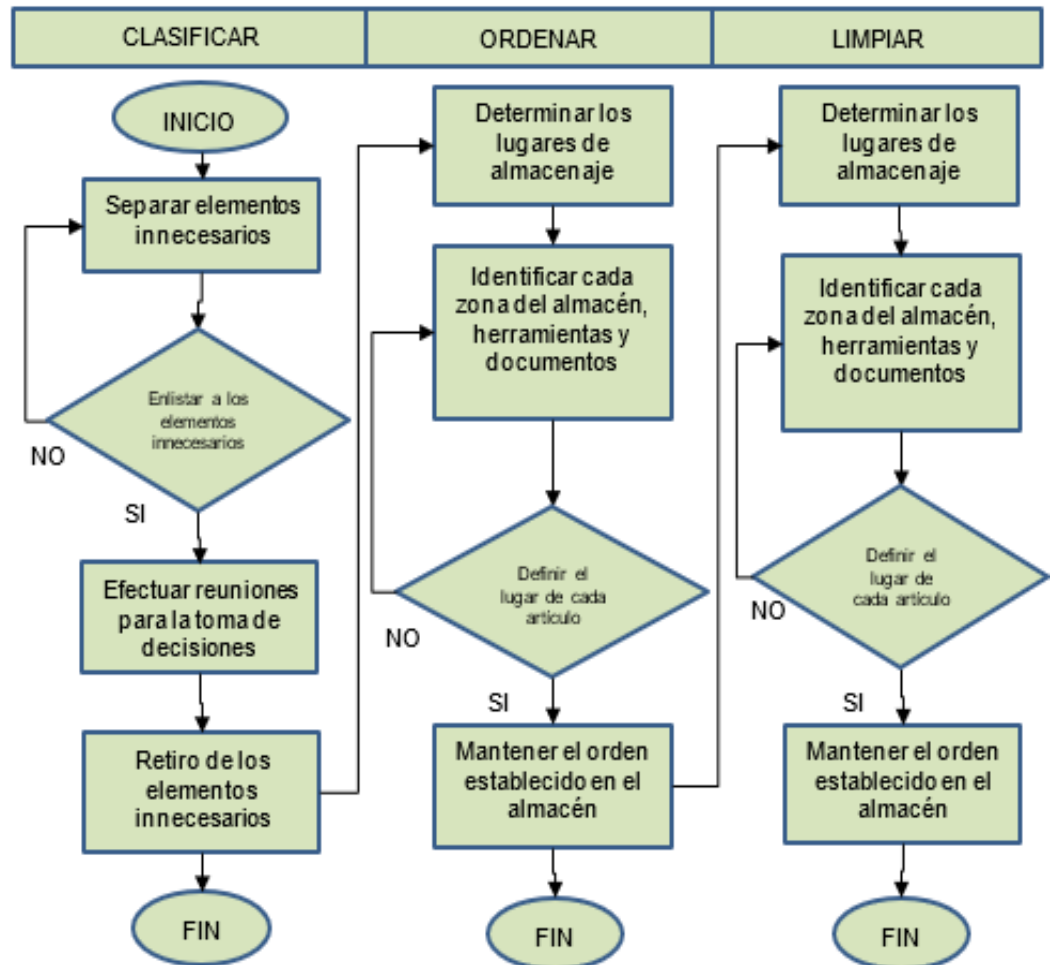 CLASIFICAR
ORDENAR
LIMPIAR
INICIO
Separar elementos
innecesarios
Enlistar a los
elementos
innecesarios
NO
SI
Efectuar reuniones
para la toma de
decisiones
Retiro de los
elementos
innecesarios
FIN
Determinar los
lugares de
almacenaje
Identificar cada
zona del almacén,
herramientas y
documentos
Definir el
lugar de cada
artículo
NO
SI
Mantener el orden
establecido en el
almacén
FIN
Determinar los
lugares de
almacenaje
Identificar cada
zona del almacén,
herramientas y
documentos
Definir el
lugar de
cada artículo
NO
SI
Mantener el orden
establecido en el
almacén
FIN